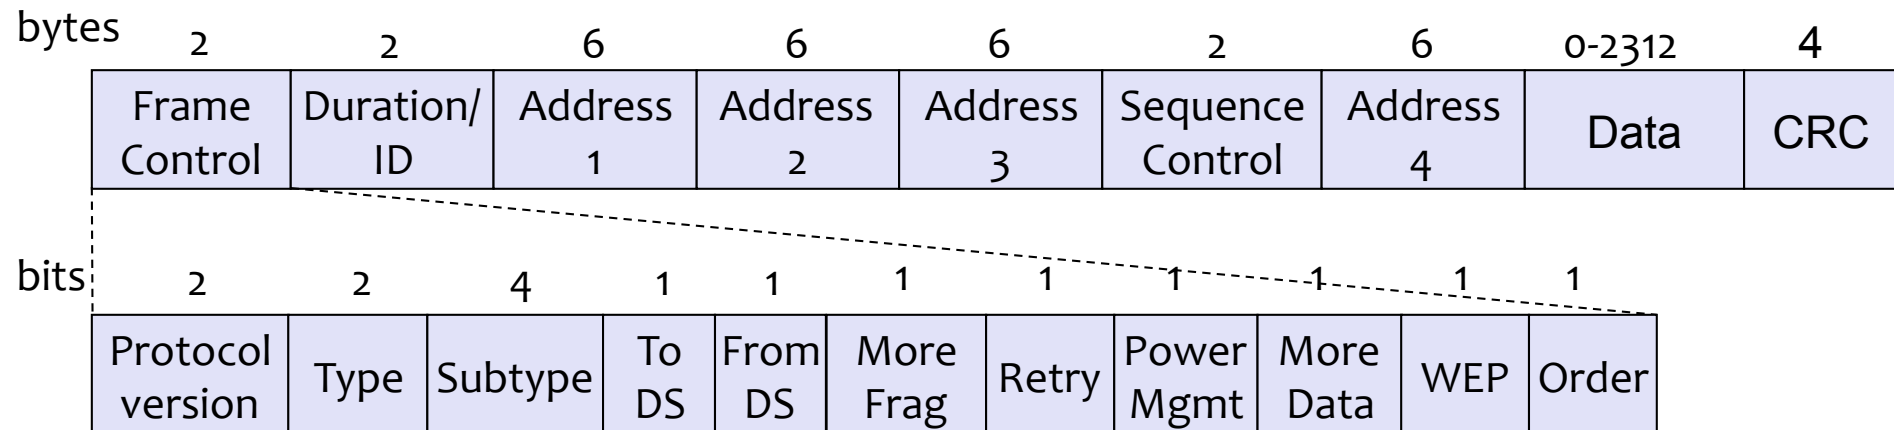 bytes 2 2 6 6 6 2 6 0-2312 4
Frame Duration/ Address Address Address Sequence Address Data CRC
Control ID 1 2 3 Control 4
bits 2 2 4 1 1 1 1 1 1 1 1
Protocol Type Subtype To From More Retry Power More WEP Order
version DS DS Frag Mgmt Data